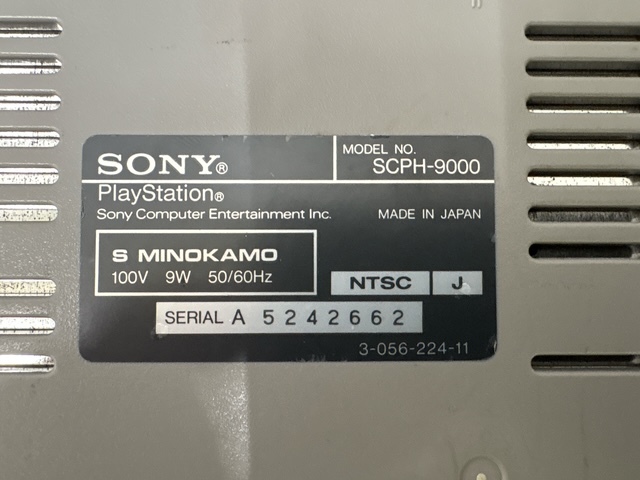 SONY®
MODEL NO.
SCPH-9000
PlayStation®
Sony Computer Entertainment Inc.
MADE IN JAPAN
S MINOKAMO
100V 9W 50/60Hz
NTSC J
SERIAL A 5242662
3-056-224-11